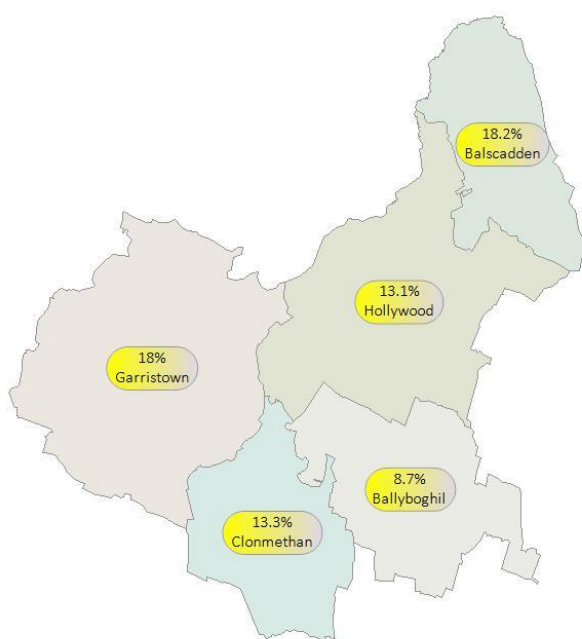 18.2%
Balscadden
13.1%
Hollywood
18%
Garristown
8.7%
Ballyboghil
13.3%
Clonmethan